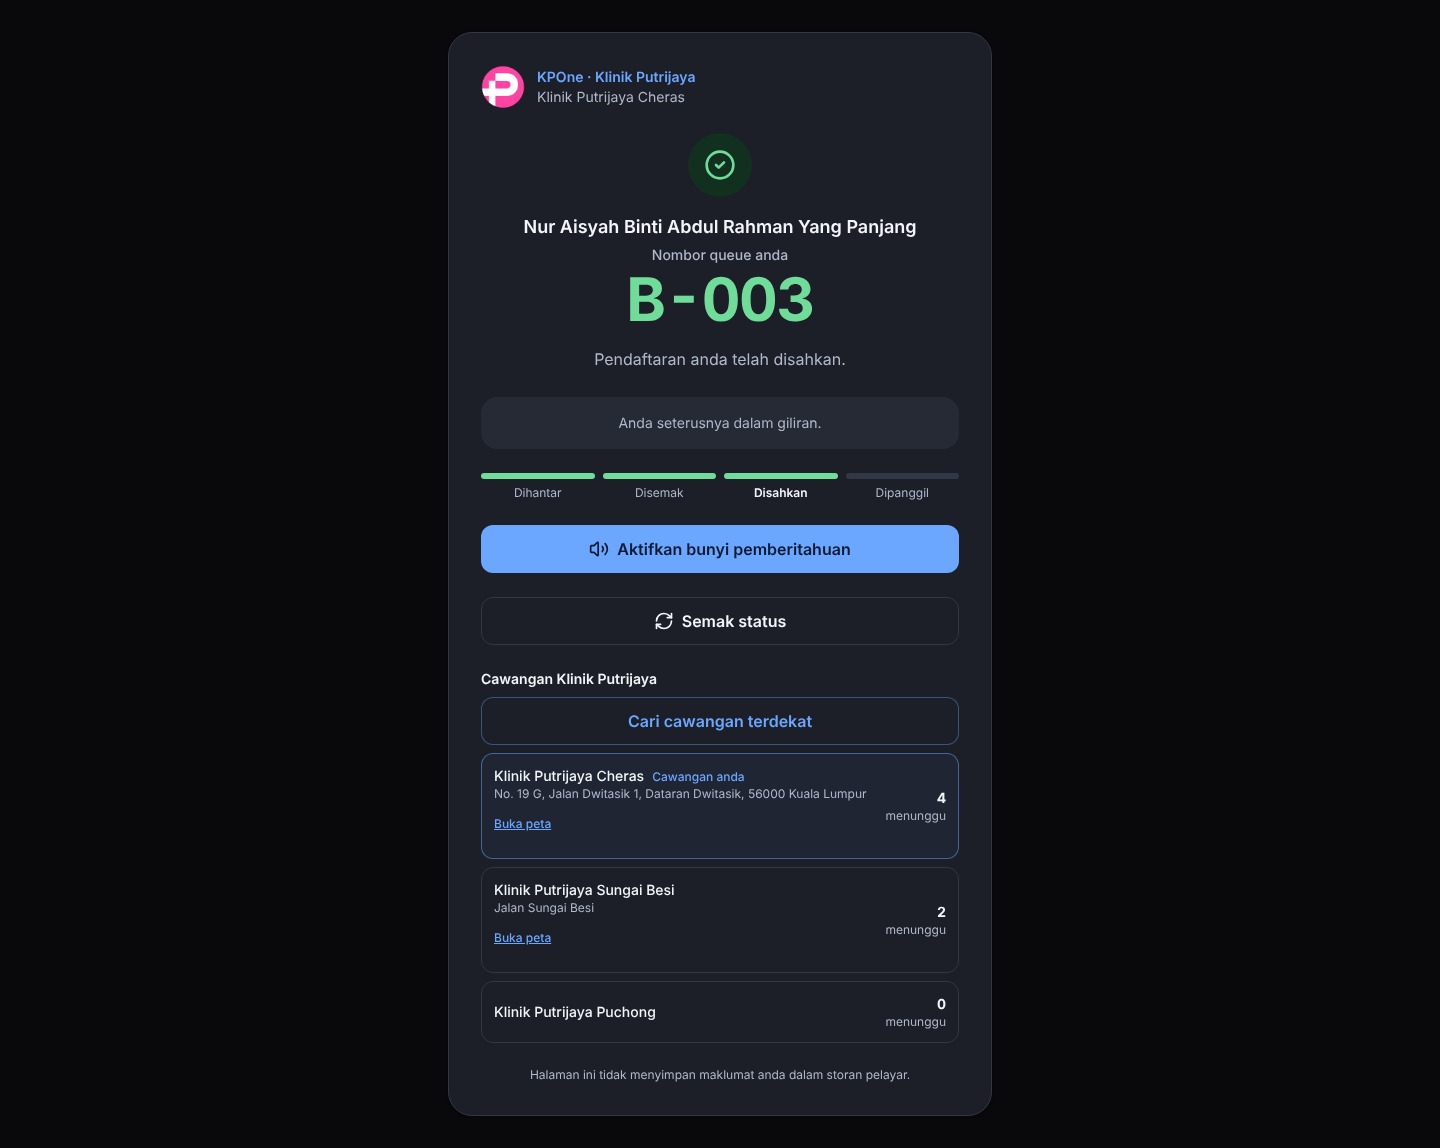 KPOne · Klinik Putrijaya
Klinik Putrijaya Cheras
Nur Aisyah Binti Abdul Rahman Yang Panjang
Nombor queue anda
B-003
Pendaftaran anda telah disahkan.
Anda seterusnya dalam giliran.
Dihantar
Disemak
Disahkan
Dipanggil
Aktifkan bunyi pemberitahuan
Semak status
Cawangan Klinik Putrijaya
Cari cawangan terdekat
Klinik Putrijaya Cheras Cawangan anda
No. 19 G, Jalan Dwitasik 1, Dataran Dwitasik, 56000 Kuala Lumpur
Buka peta
4
menunggu
Klinik Putrijaya Sungai Besi
Jalan Sungai Besi
Buka peta
2
menunggu
Klinik Putrijaya Puchong
0
menunggu
Halaman ini tidak menyimpan maklumat anda dalam storan pelayar.